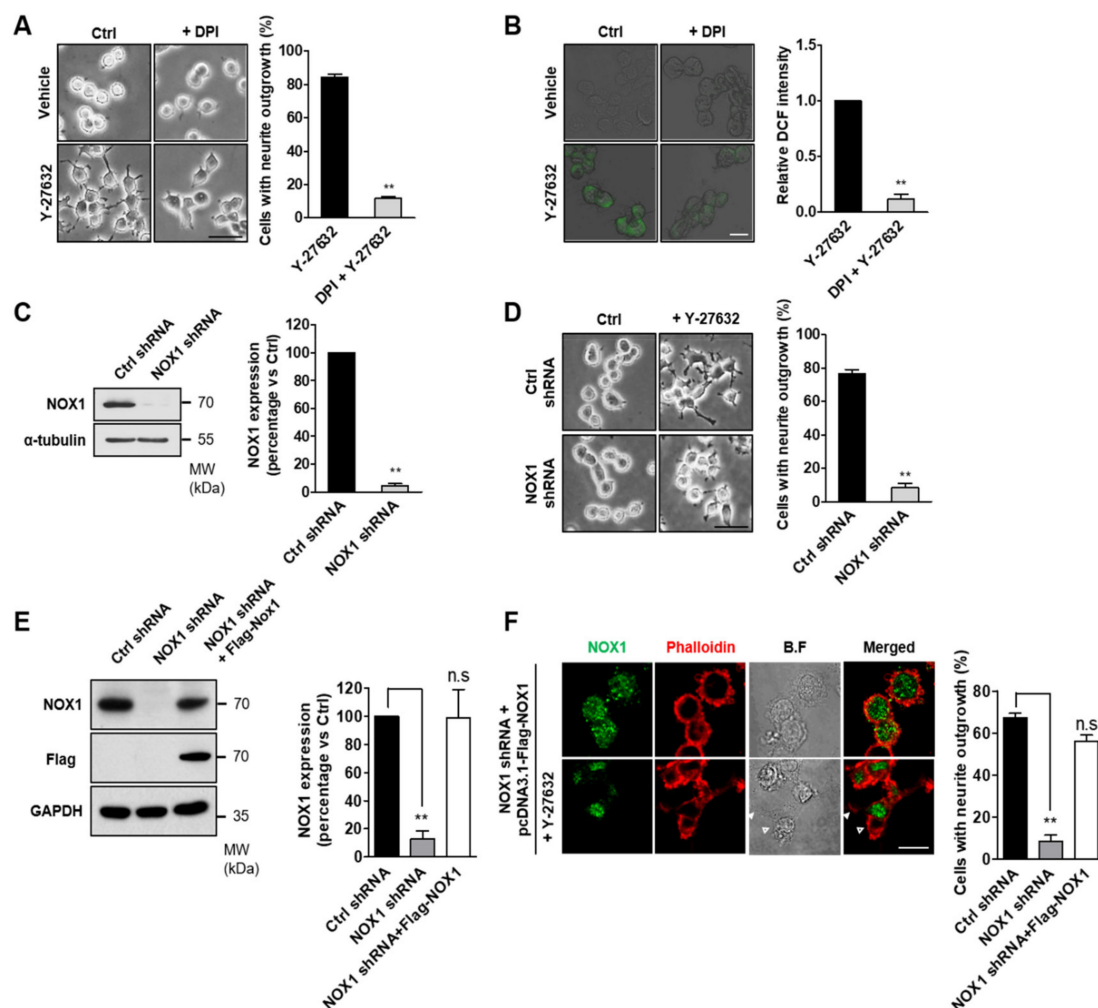 A
Ctrl
+ DPI
Vehicle
Y-27632
Cells with neurite outgrowth (%)
100
80
60
40
20
0
**
Y-27632
DPI + Y-27632
B
Ctrl
+ DPI
Vehicle
Y-27632
Relative DCF intensity
1.5
1.0
0.5
0.0
**
Y-27632
DPI + Y-27632
C
Ctrl shRNA
NOX1 shRNA
NOX1
70
α-tubulin
55
MW
(kDa)
NOX1 expression
(percentage vs Ctrl)
120
100
80
60
40
20
0
**
Ctrl shRNA
NOX1 shRNA
D
Ctrl
+ Y-27632
Ctrl
shRNA
NOX1
shRNA
Cells with neurite outgrowth (%)
100
80
60
40
20
0
**
Ctrl shRNA
NOX1 shRNA
E
Ctrl shRNA
NOX1 shRNA
NOX1 shRNA
+ Flag-Nox1
NOX1
70
Flag
70
GAPDH
35
MW
(kDa)
NOX1 expression
(percentage vs Ctrl)
120
100
80
60
40
20
0
**
n.s
Ctrl shRNA
NOX1 shRNA
NOX1 shRNA+Flag-NOX1
F
NOX1
Phalloidin
B.F
Merged
NOX1 shRNA +
pcDNA3.1-Flag-NOX1
+ Y-27632
Cells with neurite outgrowth (%)
80
60
40
20
0
**
n.s
Ctrl shRNA
NOX1 shRNA
NOX1 shRNA+Flag-NOX1